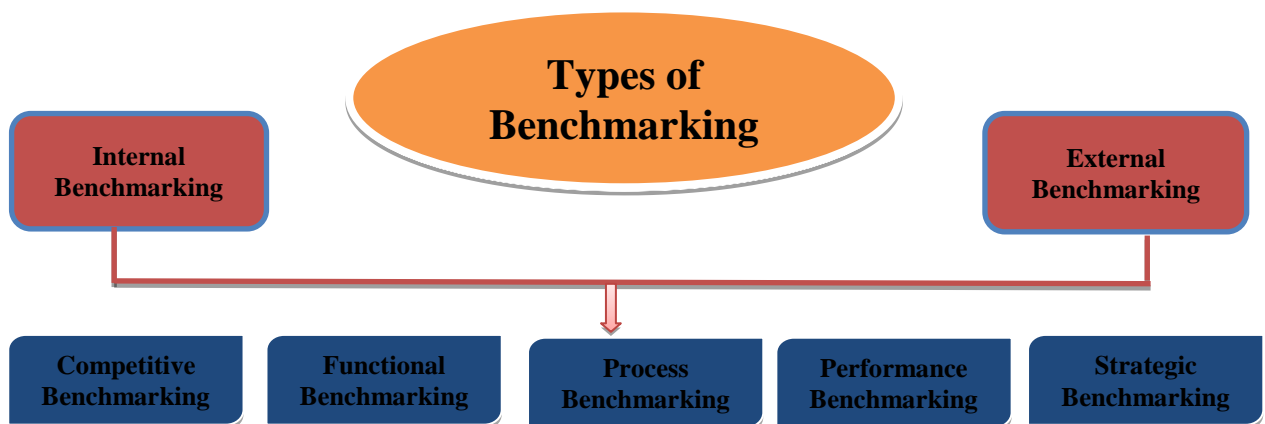 Types of
Benchmarking
Internal
Benchmarking
External
Benchmarking
Competitive
Benchmarking
Functional
Benchmarking
Process
Benchmarking
Performance
Benchmarking
Strategic
Benchmarking